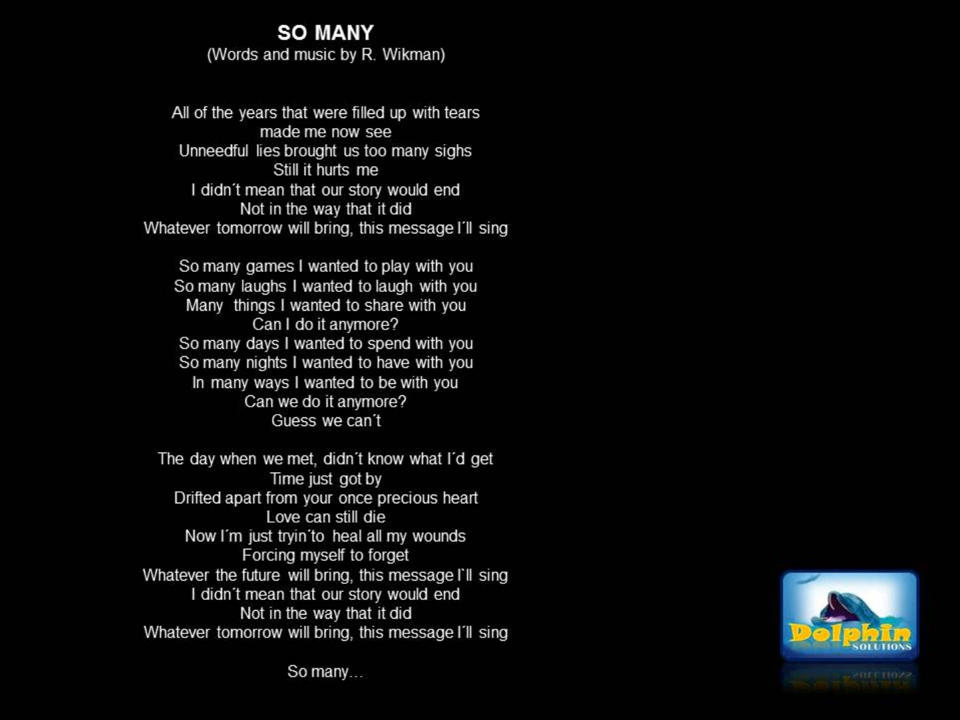 SO MANY
(Words and music by R. Wikman)
All of the years that were filled up with tears
made me now see
Unneedful lies brought us too many sighs
Still it hurts me
I didn´t mean that our story would end
Not in the way that it did
Whatever tomorrow will bring, this message I´ll sing
So many games I wanted to play with you
So many laughs I wanted to laugh with you
Many things I wanted to share with you
Can I do it anymore?
So many days I wanted to spend with you
So many nights I wanted to have with you
In many ways I wanted to be with you
Can we do it anymore?
Guess we can´t
The day when we met, didn´t know what I´d get
Time just got by
Drifted apart from your once precious heart
Love can still die
Now I´m just tryin´to heal all my wounds
Forcing myself to forget
Whatever the future will bring, this message I`ll sing
I didn´t mean that our story would end
Not in the way that it did
Whatever tomorrow will bring, this message I´ll sing
So many…
Dolphin
SOLUTIONS